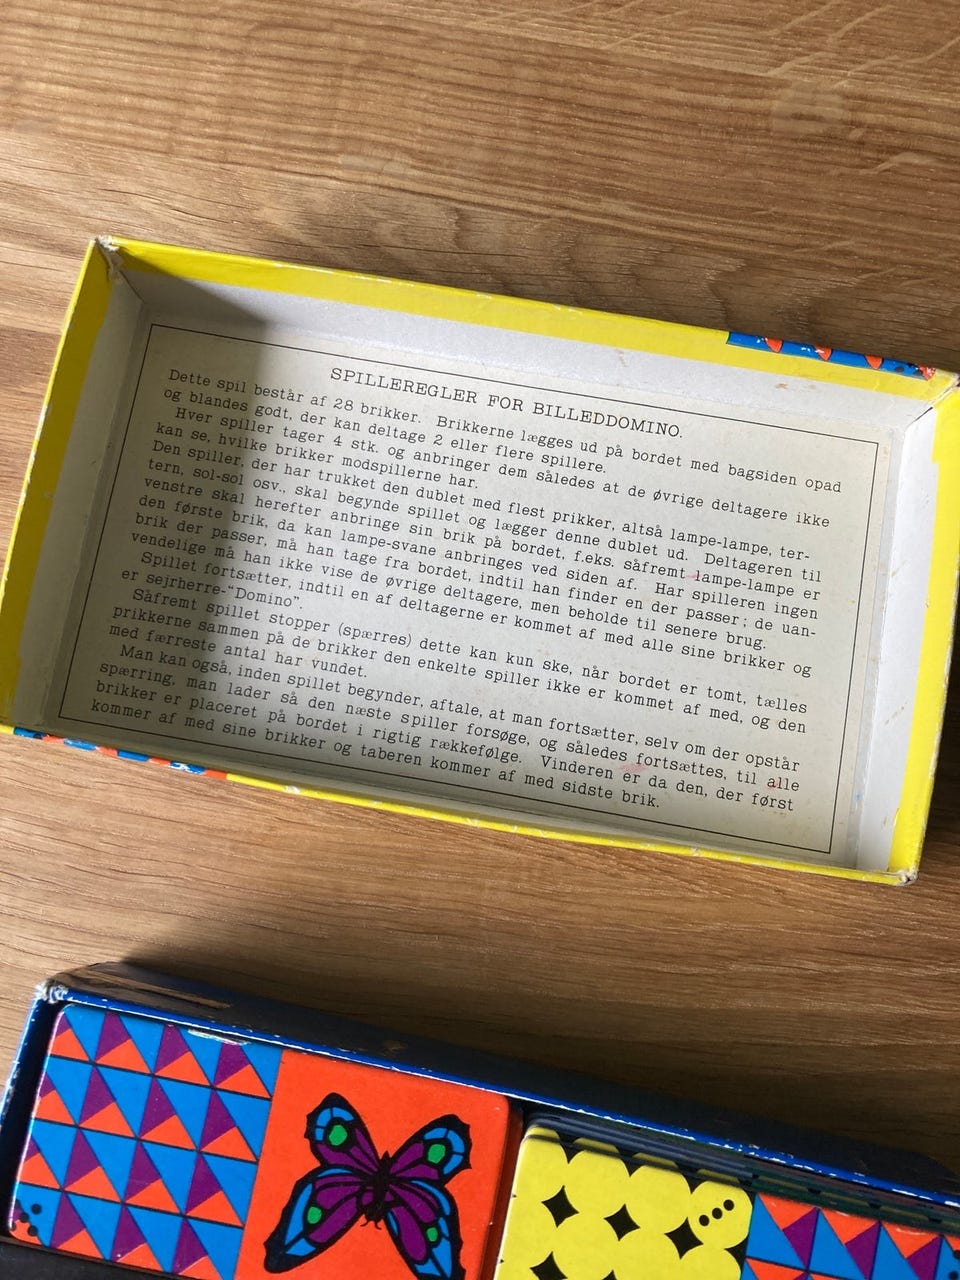 SPILLEREGLER FOR BILLEDDOMINO.
Dette spil består af 28 brikker. Brikkerne lægges ud på bordet med bagsiden opad
og blandes godt, der kan deltage 2 eller flere spillere.
Hver spiller tager 4 stk. og anbringer dem således at de øvrige deltagere ikke
kan se, hvilke brikker modspillerne har.
Den spiller, der har trukket den dublet med flest prikker, altså lampe-lampe, ter-
tern, sol-sol osv., skal begynde spillet og lægger denne dublet ud. Deltageren til
venstre skal herefter anbringe sin brik på bordet, f.eks. såfremt lampe-lampe er
den første brik, da kan lampe-svane anbringes ved siden af. Har spilleren ingen
brik der passer, må han tage fra bordet, indtil han finder en der passer; de uan-
vendelige må han ikke vise de øvrige deltagere, men beholde til senere brug.
Spillet fortsætter, indtil en af deltagerne er kommet af med alle sine brikker og
er sejrherre-“Domino”.
Såfremt spillet stopper (spærres) dette kan kun ske, når bordet er tomt, tælles
prikkerne sammen på de brikker den enkelte spiller ikke er kommet af med, og den
med færreste antal har vundet.
Man kan også, inden spillet begynder, aftale, at man fortsætter, selv om der opstår
spærring, man lader så den næste spiller forsøge, og således fortsættes, til alle
brikker er placeret på bordet i rigtig rækkefølge. Vinderen er da den, der først
kommer af med sine brikker og taberen kommer af med sidste brik.